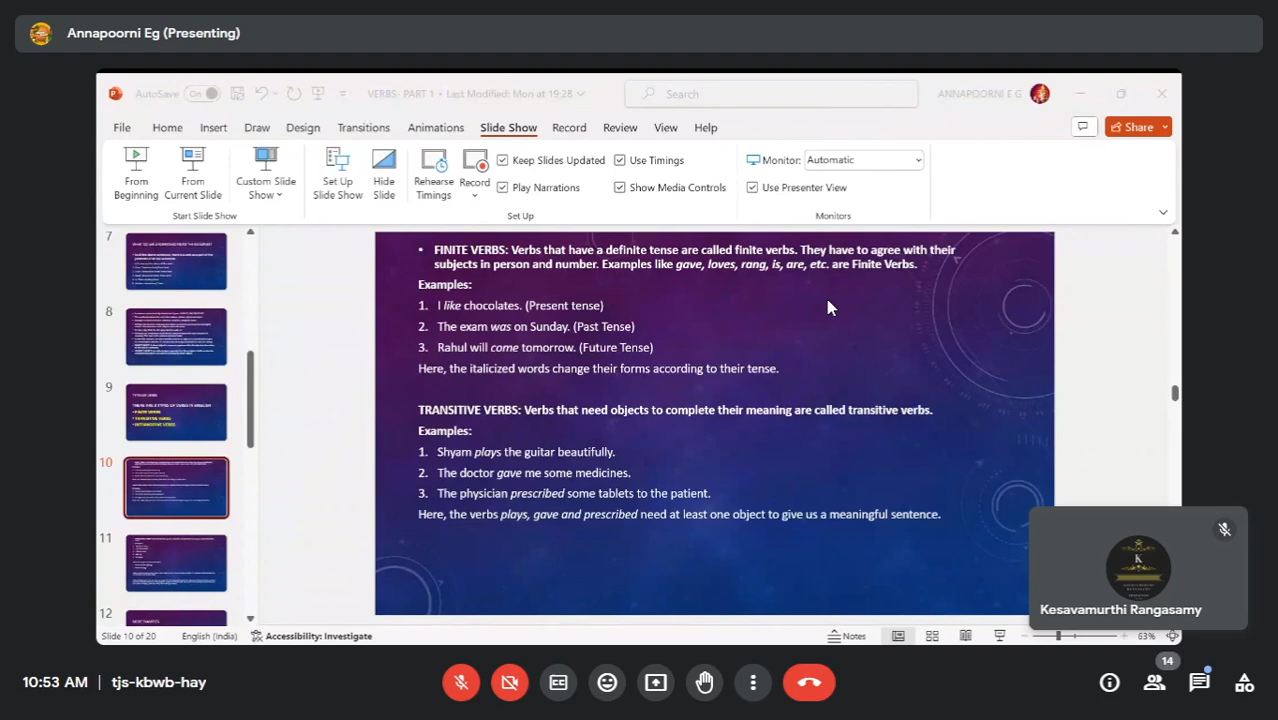 Annapoorni Eg (Presenting)
AutoSave On VERBS- PART 1 • Last Modified: Mon at 19:28 Search ANNAPOORNI E G
File Home Insert Draw Design Transitions Animations Slide Show Record Review View Help Share
From Beginning
From Current Slide
Custom Slide Show
Set Up Slide Show
Hide Slide
Rehearse Timings
Record
Keep Slides Updated
Play Narrations
Use Timings
Show Media Controls
Monitor: Automatic
Use Presenter View
Start Slide Show Set Up Monitors
7
8
9
10
11
12
• FINITE VERBS: Verbs that have a definite tense are called finite verbs. They have to agree with their
subjects in person and number. Examples like gave, loves, rang, is, are, etc. are Finite Verbs.
Examples:
1. I like chocolates. (Present tense)
2. The exam was on Sunday. (Past Tense)
3. Rahul will come tomorrow. (Future Tense)
Here, the italicized words change their forms according to their tense.
TRANSITIVE VERBS: Verbs that need objects to complete their meaning are called transitive verbs.
Examples:
1. Shyam plays the guitar beautifully.
2. The doctor gave me some medicines.
3. The physician prescribed some tablets to the patient.
Here, the verbs plays, gave and prescribed need at least one object to give us a meaningful sentence.
K
Kesavamurthi Rangasamy
Slide 10 of 20 English (India) Accessibility: Investigate Notes 63%
10:53 AM | tjs-kbwb-hay
14